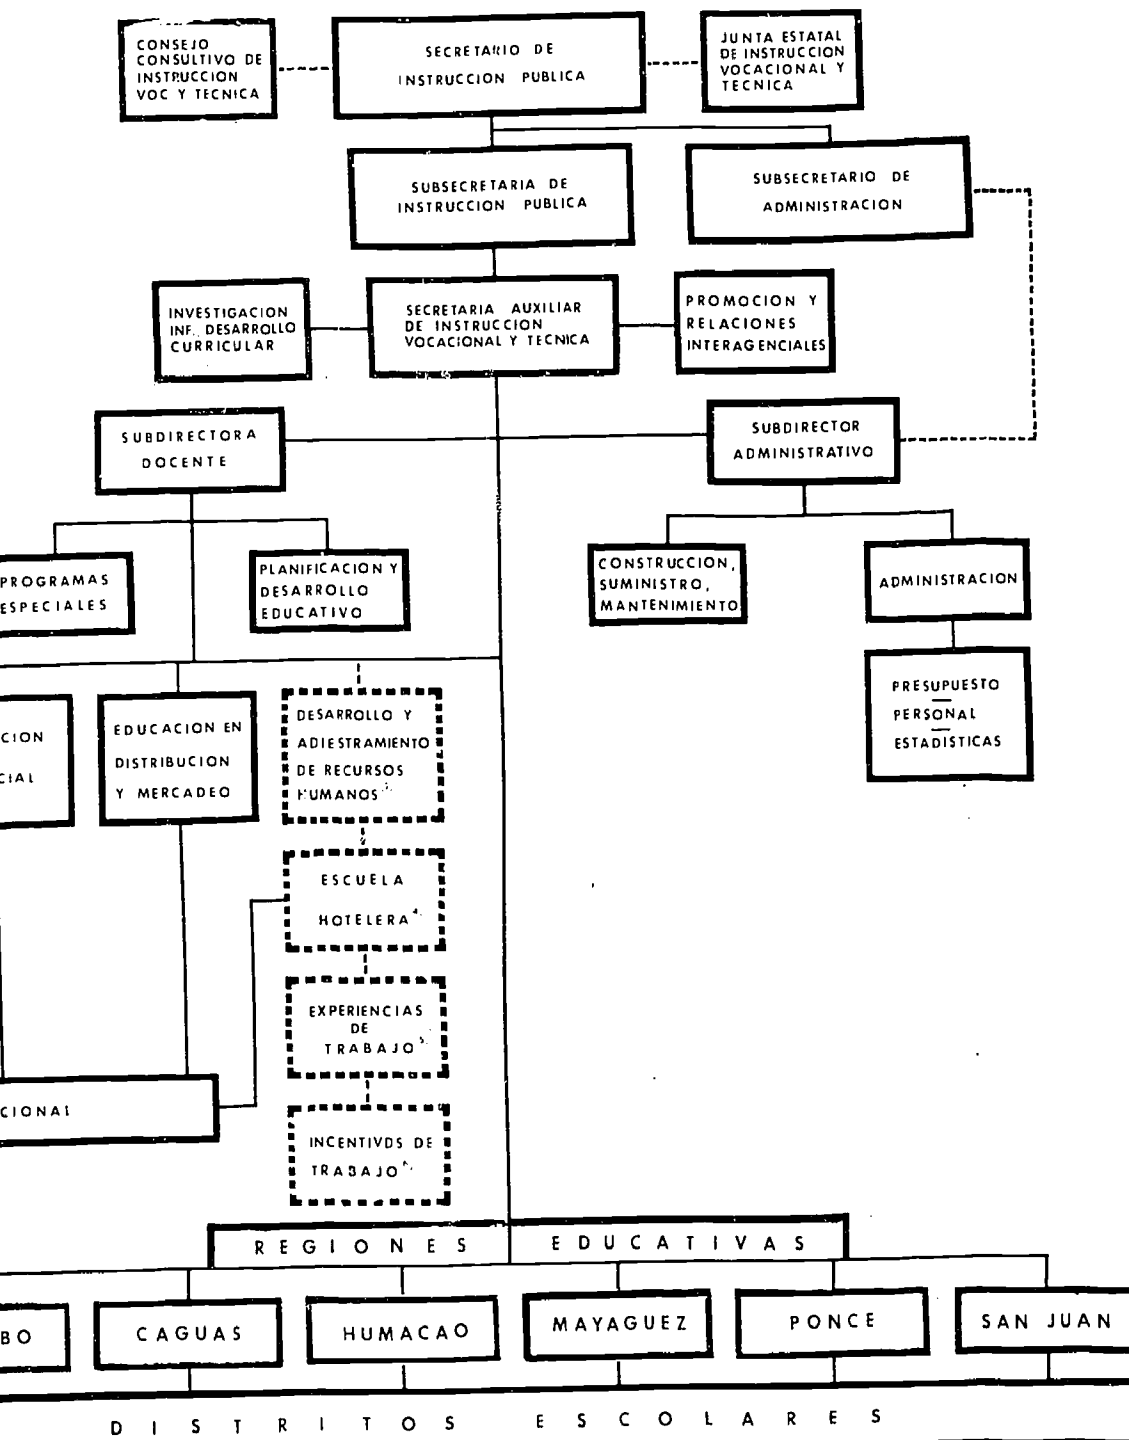 CONSEJO
CONSULTIVO DE
INSTRUCCION
VOC Y TECNICA
SECRETARIO DE
INSTRUCCION PUBLICA
JUNTA ESTATAL
DE INSTRUCCION
VOCACIONAL Y
TECNICA
SUBSECRETARIA DE
INSTRUCCION PUBLICA
SUBSECRETARIO DE
ADMINISTRACION
INVESTIGACION
INF. DESARROLLO
CURRICULAR
SECRETARIA AUXILIAR
DE INSTRUCCION
VOCACIONAL Y TECNICA
PROMOCION Y
RELACIONES
INTERAGENCIALES
SUBDIRECTORA
DOCENTE
SUBDIRECTOR
ADMINISTRATIVO
PROGRAMAS
ESPECIALES
PLANIFICACION Y
DESARROLLO
EDUCATIVO
CONSTRUCCION,
SUMINISTRO,
MANTENIMIENTO
ADMINISTRACION
PRESUPUESTO
PERSONAL
ESTADISTICAS
CION
CIAL
EDUCACION EN
DISTRIBUCION
Y MERCADEO
DESARROLLO Y
ADIESTRAMIENTO
DE RECURSOS
HUMANOS
ESCUELA
HOTELERA
EXPERIENCIAS
DE
TRABAJO
INCENTIVOS DE
TRABAJO
CIONAL
REGIONES EDUCATIVAS
BO
CAGUAS
HUMACAO
MAYAGUEZ
PONCE
SAN JUAN
DISTRITOS ESCOLARES